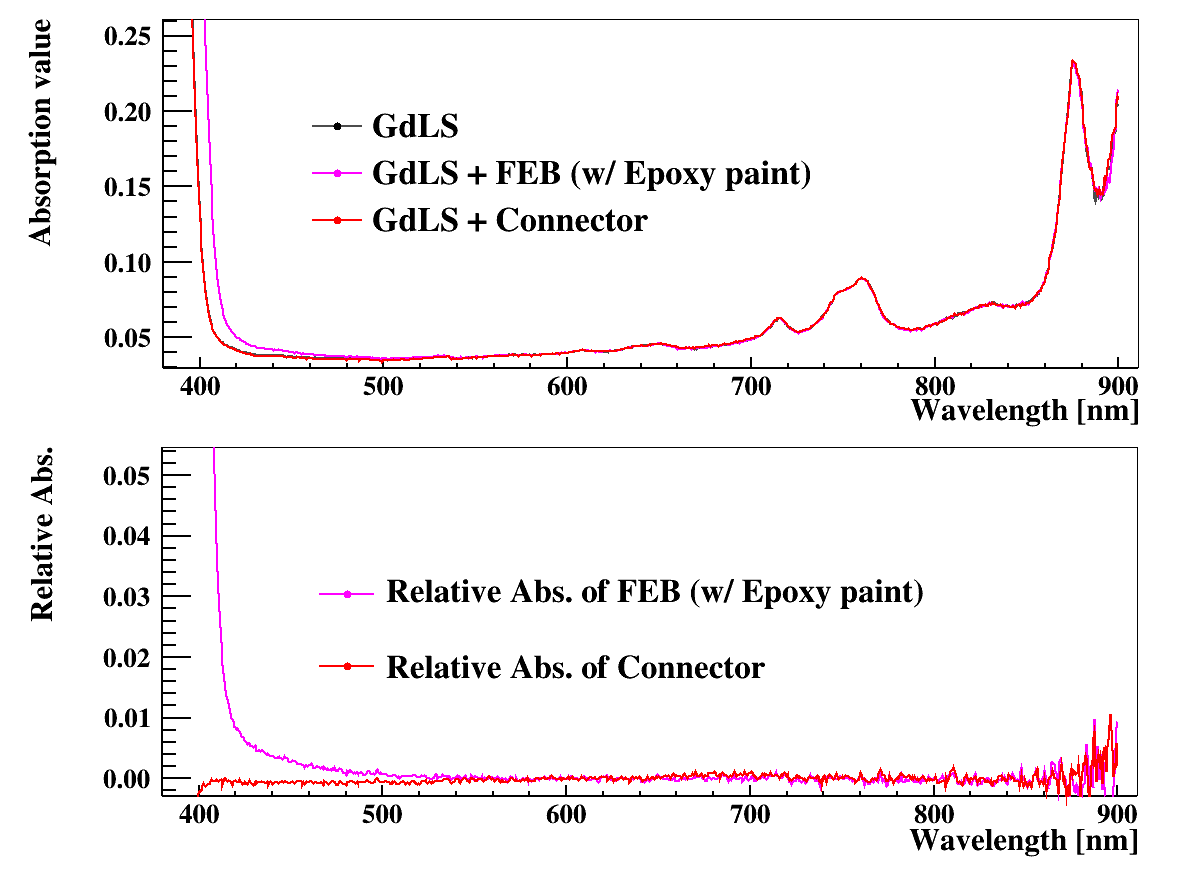 Absorption value
0.25
0.20
0.15
0.10
0.05
GdLS
GdLS + FEB (w/ Epoxy paint)
GdLS + Connector
400 500 600 700 800 900
Wavelength [nm]
Relative Abs.
0.05
0.04
0.03
0.02
0.01
0.00
Relative Abs. of FEB (w/ Epoxy paint)
Relative Abs. of Connector
400 500 600 700 800 900
Wavelength [nm]